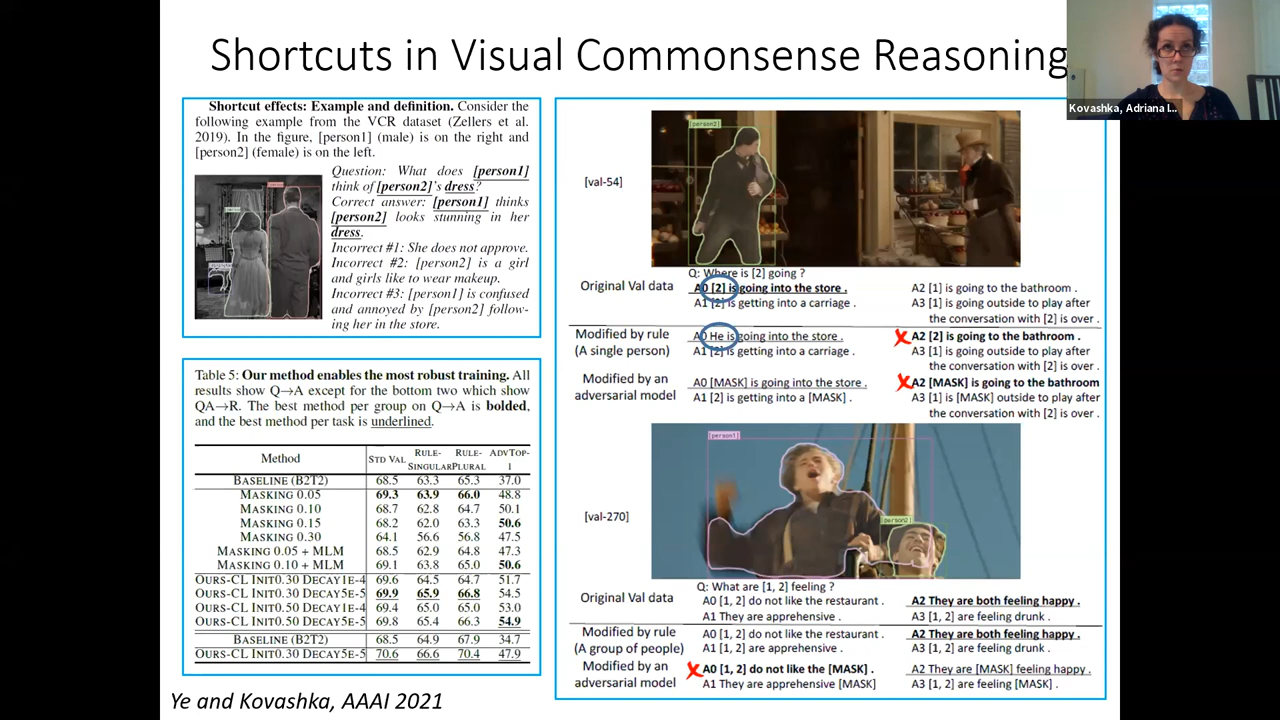 Shortcuts in Visual Commonsense Reasoning
Kovashka, Adriana I...
Shortcut effects: Example and definition. Consider the
following example from the VCR dataset (Zellers et al.
2019). In the figure, [person1] (male) is on the right and
[person2] (female) is on the left.
Question: What does [person1]
think of [person2]'s dress?
Correct answer: [person1] thinks
[person2] looks stunning in her
dress.
Incorrect #1: She does not approve.
Incorrect #2: [person2] is a girl
and girls like to wear makeup.
Incorrect #3: [person1] is confused
and annoyed by [person2] follow-
ing her in the store.
Table 5: Our method enables the most robust training. All
results show Q→A except for the bottom two which show
QA→R. The best method per group on Q→A is bolded,
and the best method per task is underlined.
Method STD VAL RULE-SINGULAR RULE-PLURAL ADVTOP-1
BASELINE (B2T2) 68.5 63.3 65.3 37.0
MASKING 0.05 69.3 63.9 66.0 48.8
MASKING 0.10 68.7 62.8 64.7 50.1
MASKING 0.15 68.2 62.0 63.3 50.6
MASKING 0.30 64.1 56.6 56.8 47.5
MASKING 0.05 + MLM 68.5 62.9 64.8 47.3
MASKING 0.10 + MLM 69.1 63.8 65.0 50.6
OURS-CL INIT0.30 DECAY1E-4 69.6 64.5 64.7 51.7
OURS-CL INIT0.30 DECAY5E-5 69.9 65.9 66.8 54.5
OURS-CL INIT0.50 DECAY1E-4 69.4 65.0 65.0 53.0
OURS-CL INIT0.50 DECAY5E-5 69.8 65.4 66.3 54.9
BASELINE (B2T2) 68.5 64.9 67.9 34.7
OURS-CL INIT0.30 DECAY5E-5 70.6 66.6 70.4 47.9
Ye and Kovashka, AAAI 2021
[person2]
[val-54]
Q: Where is [2] going ?
Original Val data
A0 [2] is going into the store .
A1 [2] is getting into a carriage .
A2 [1] is going to the bathroom .
A3 [1] is going outside to play after
the conversation with [2] is over .
Modified by rule
(A single person)
A0 He is going into the store .
A1 [2] is getting into a carriage .
A2 [2] is going to the bathroom .
A3 [1] is going outside to play after
the conversation with [2] is over .
Modified by an
adversarial model
A0 [MASK] is going into the store .
A1 [2] is getting into a [MASK] .
A2 [MASK] is going to the bathroom
A3 [1] is [MASK] outside to play after
the conversation with [2] is over .
[person1]
[person2]
[val-270]
Q: What are [1, 2] feeling ?
Original Val data
A0 [1, 2] do not like the restaurant .
A1 They are apprehensive .
A2 They are both feeling happy .
A3 [1, 2] are feeling drunk .
Modified by rule
(A group of people)
A0 [1, 2] do not like the restaurant .
A1 [1, 2] are apprehensive .
A2 They are both feeling happy .
A3 [1, 2] are feeling drunk .
Modified by an
adversarial model
A0 [1, 2] do not like the [MASK] .
A1 They are apprehensive [MASK]
A2 They are [MASK] feeling happy .
A3 [1, 2] are feeling [MASK] .